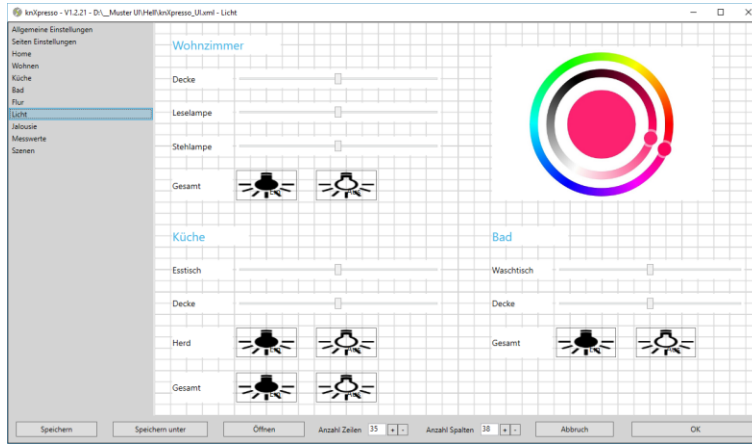 knXpresso - V1.2.21 - D:\__Muster UI\Hell\knXpresso_UI.xml - Licht
Allgemeine Einstellungen
Seiten Einstellungen
Home
Wohnen
Küche
Bad
Flur
Licht
Jalousie
Messwerte
Szenen
Wohnzimmer
Decke
Leselampe
Stehlampe
Gesamt
Küche
Esstisch
Decke
Herd
Gesamt
Bad
Waschtisch
Decke
Gesamt
Speichern Speichern unter Öffnen Anzahl Zeilen 35 + - Anzahl Spalten 38 + - Abbruch OK